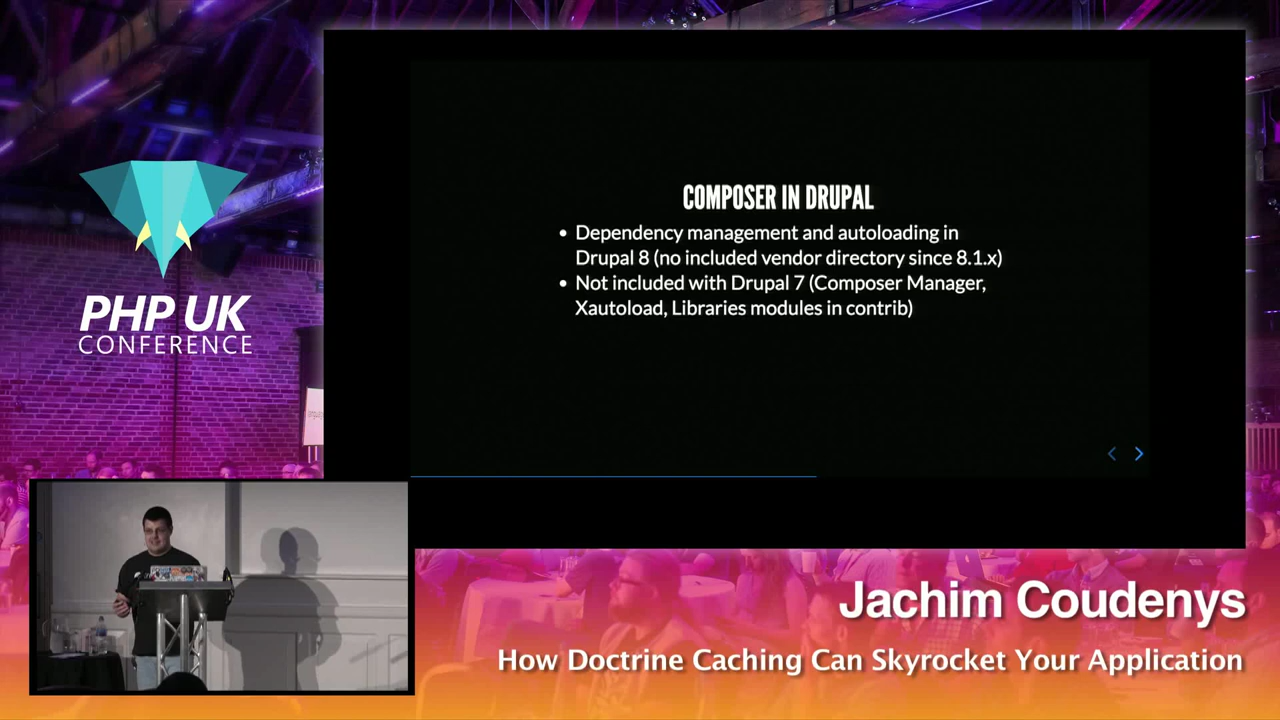 COMPOSER IN DRUPAL
• Dependency management and autoloading in
Drupal 8 (no included vendor directory since 8.1.x)
• Not included with Drupal 7 (Composer Manager,
Xautoload, Libraries modules in contrib)
PHP UK
CONFERENCE
Jachim Coudenys
How Doctrine Caching Can Skyrocket Your Application